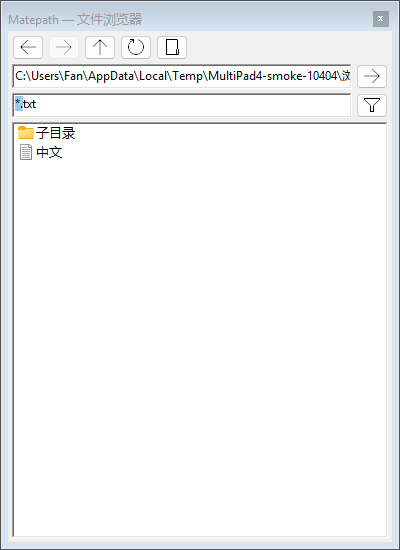 Matepath — 文件浏览器
C:\Users\Fan\AppData\Local\Temp\MultiPad4-smoke-10404\
*.txt
子目录
中文